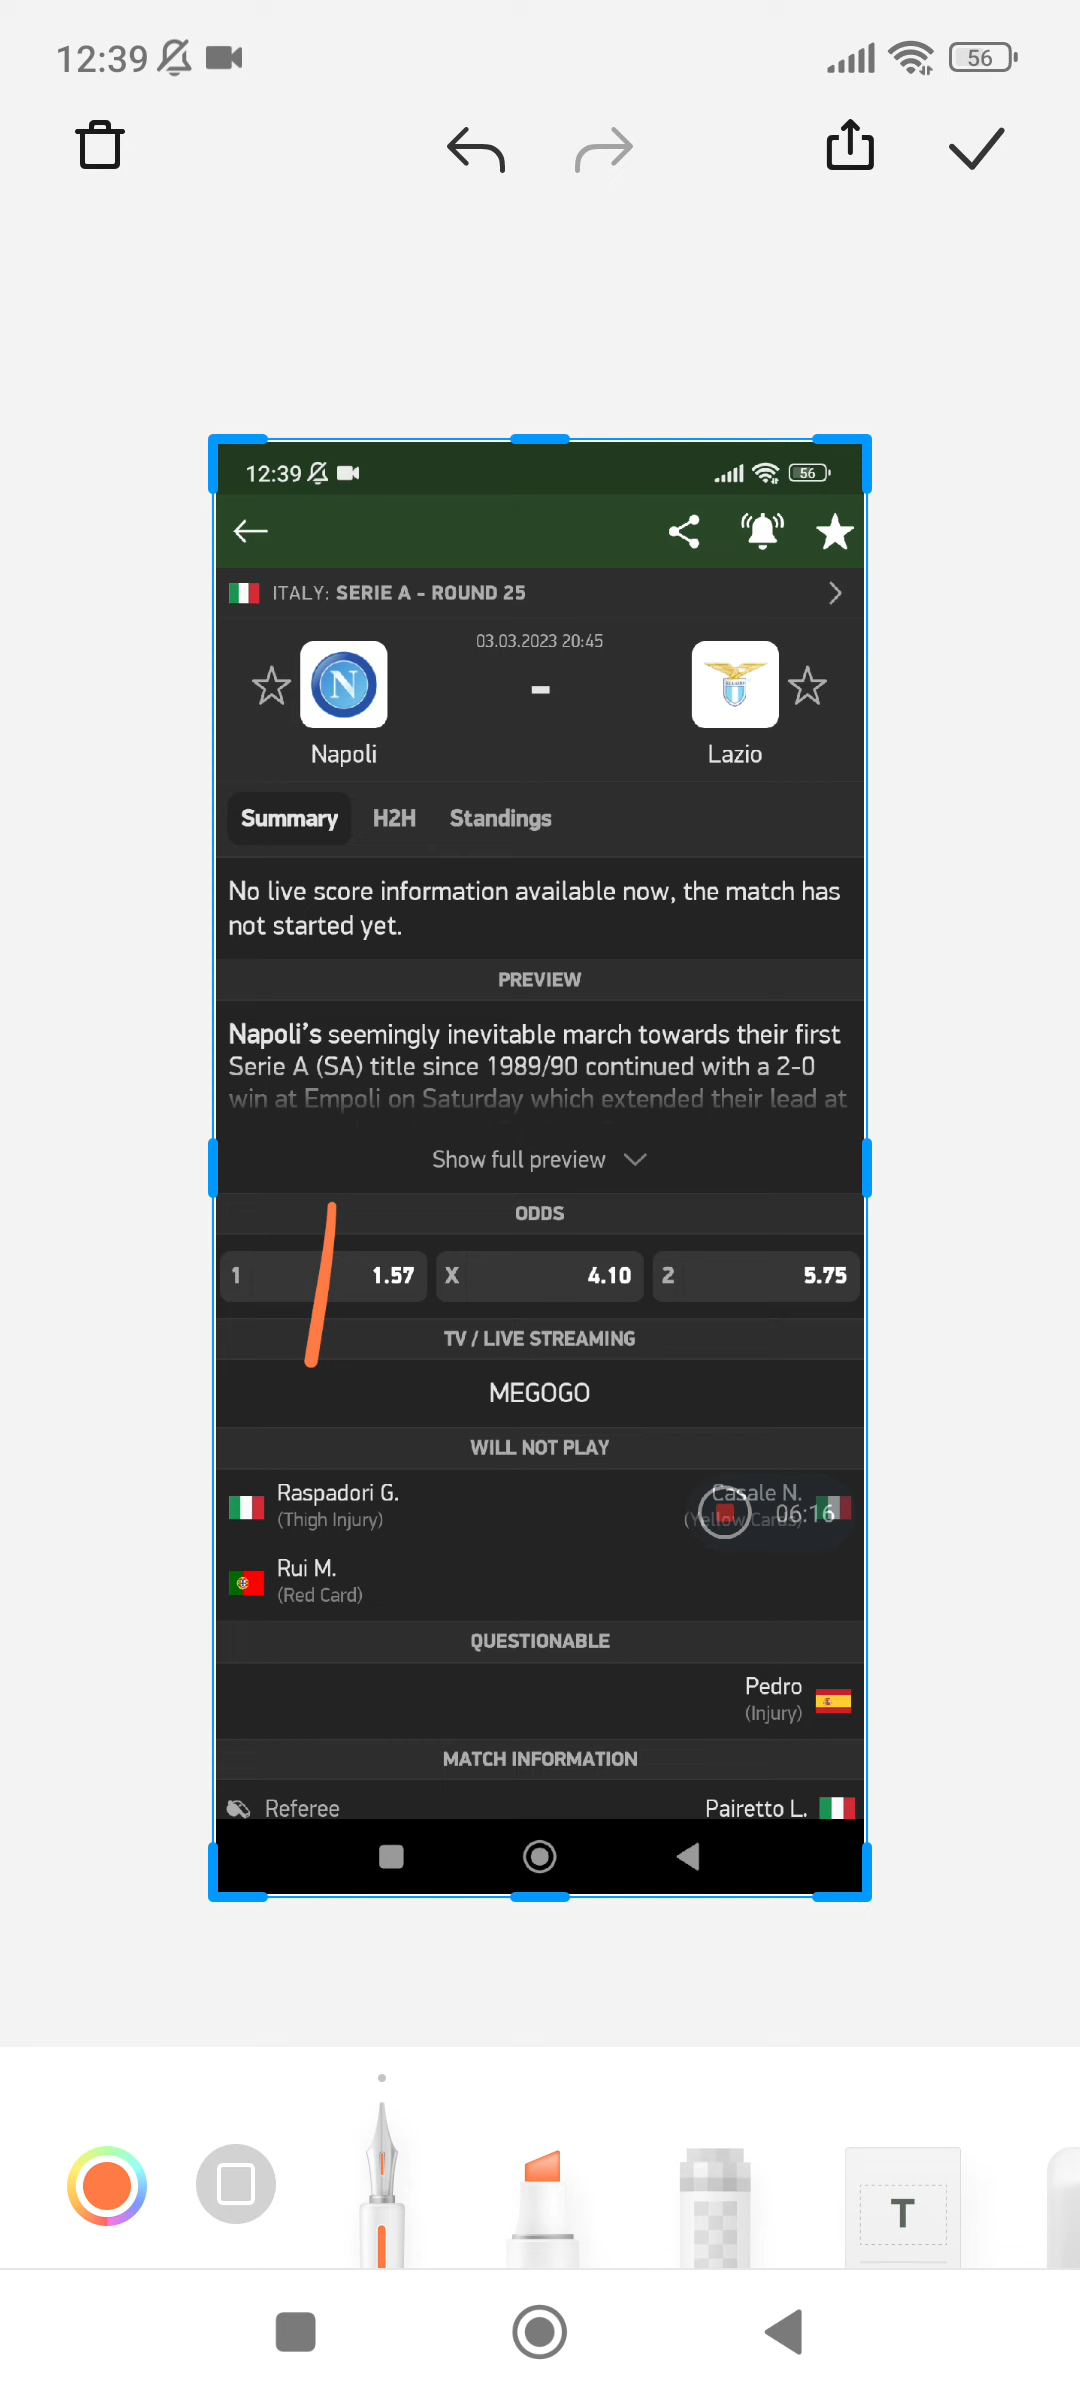 12:39
56
12:39
56
ITALY: SERIE A - ROUND 25
03.03.2023 20:45
N
-
Napoli
Lazio
Summary
H2H
Standings
No live score information available now, the match has
not started yet.
PREVIEW
Napoli's seemingly inevitable march towards their first
Serie A (SA) title since 1989/90 continued with a 2-0
win at Empoli on Saturday which extended their lead at
Show full preview
ODDS
1 1.57
X 4.10
2 5.75
TV / LIVE STREAMING
MEGOGO
WILL NOT PLAY
Raspadori G.
(Thigh Injury)
Casale N.
(Yellow Cards)
06:16
Rui M.
(Red Card)
QUESTIONABLE
Pedro
(Injury)
MATCH INFORMATION
Referee
Pairetto L.
T